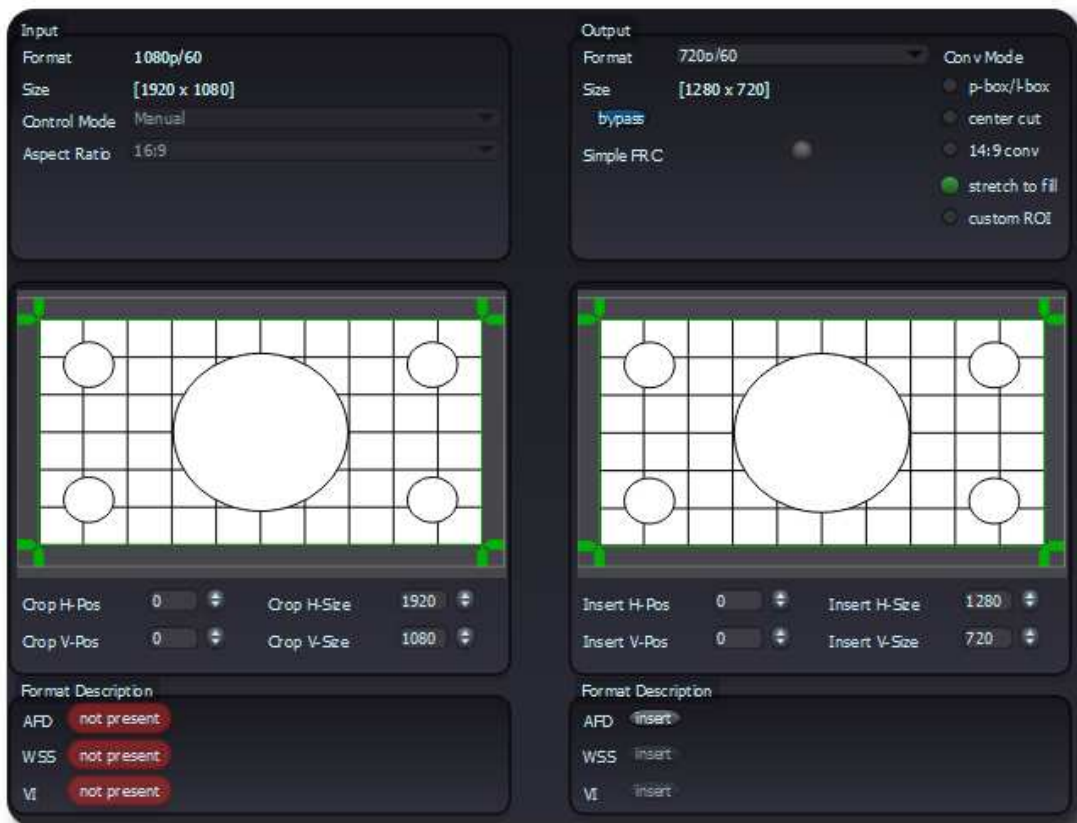 Input
Format 1080p/60
Size [1920 x 1080]
Control Mode Manual
Aspect Ratio 16:9
Output
Format 720p/60
Size [1280 x 720]
bypass
Simple FRC
Conv Mode
p-box/l-box
center cut
14:9 conv
stretch to fill
custom ROI
Crop H-Pos 0 Crop H-Size 1920
Crop V-Pos 0 Crop V-Size 1080
Insert H-Pos 0 Insert H-Size 1280
Insert V-Pos 0 Insert V-Size 720
Format Description
AFD not present
WSS not present
VI not present
Format Description
AFD insert
WSS insert
VI insert